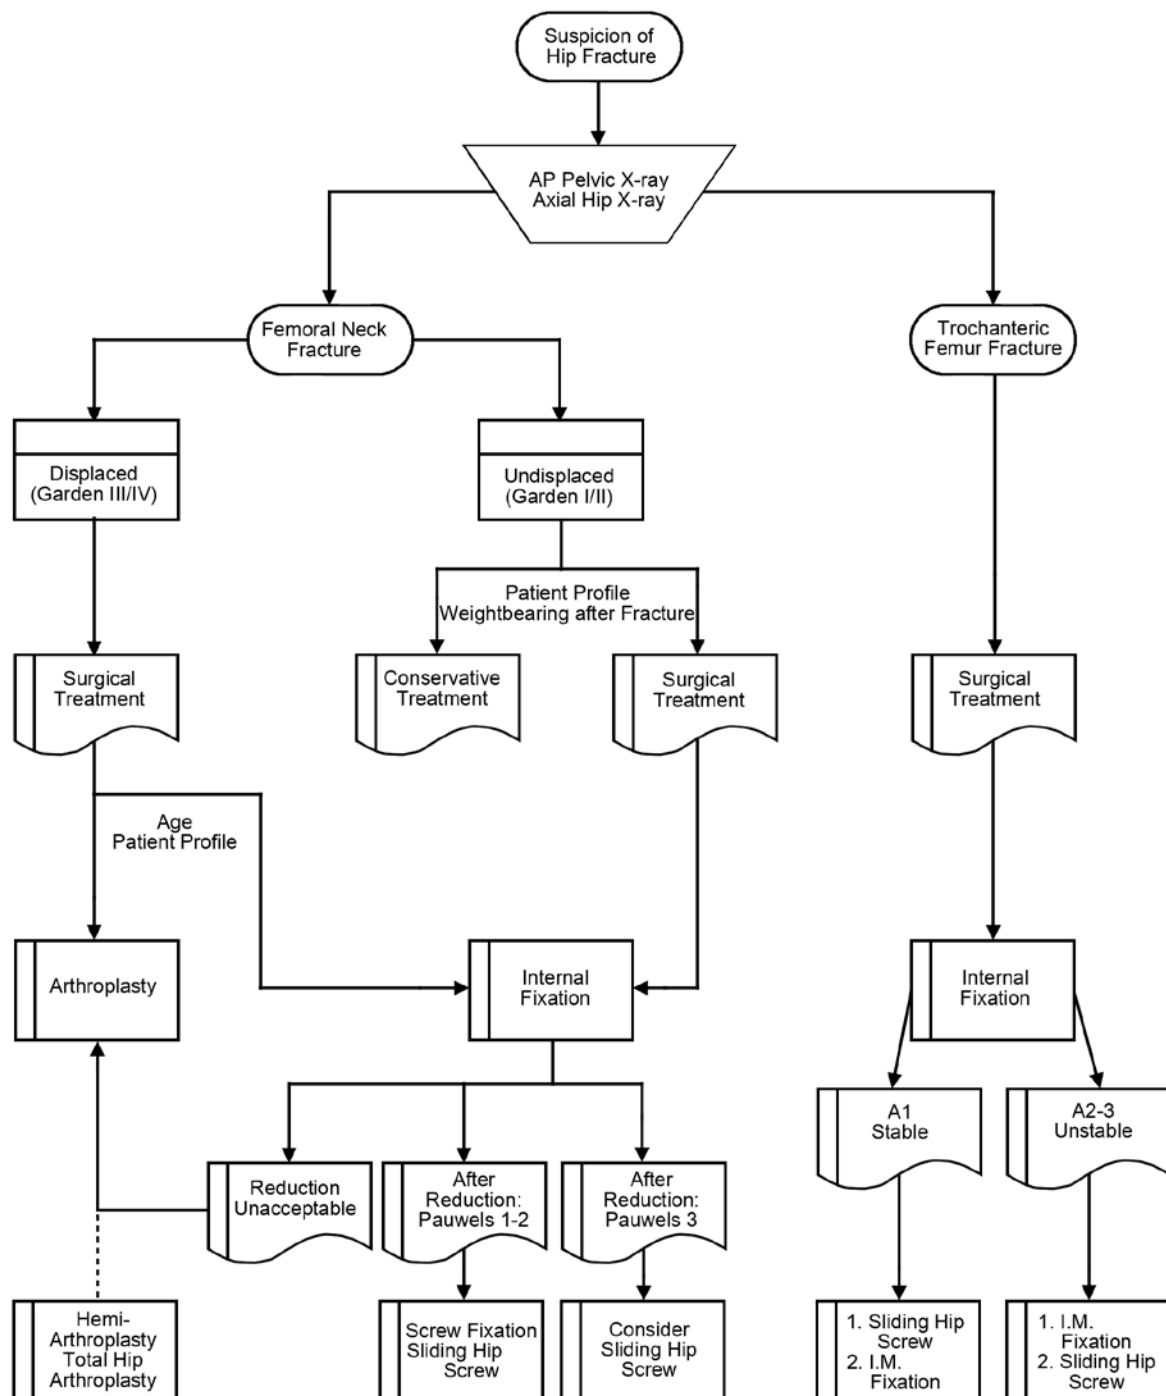 Suspicion of
Hip Fracture
AP Pelvic X-ray
Axial Hip X-ray
Femoral Neck
Fracture
Trochanteric
Femur Fracture
Displaced
(Garden III/IV)
Undisplaced
(Garden I/II)
Patient Profile
Weightbearing after Fracture
Surgical
Treatment
Conservative
Treatment
Surgical
Treatment
Surgical
Treatment
Age
Patient Profile
Arthroplasty
Internal
Fixation
Internal
Fixation
A1
Stable
A2-3
Unstable
Reduction
Unacceptable
After
Reduction:
Pauwels 1-2
After
Reduction:
Pauwels 3
Hemi-
Arthroplasty
Total Hip
Arthroplasty
Screw Fixation
Sliding Hip
Screw
Consider
Sliding Hip
Screw
1. Sliding Hip
Screw
2. I.M.
Fixation
1. I.M.
Fixation
2. Sliding Hip
Screw